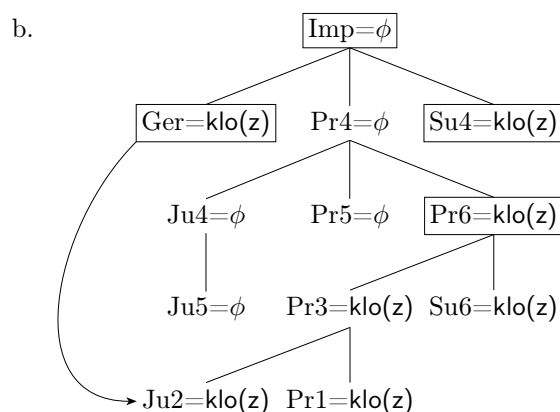 b.
Imp=ϕ
Ger=klo(z) Pr4=ϕ Su4=klo(z)
Ju4=ϕ Pr5=ϕ Pr6=klo(z)
Ju5=ϕ Pr3=klo(z) Su6=klo(z)
Ju2=klo(z) Pr1=klo(z)